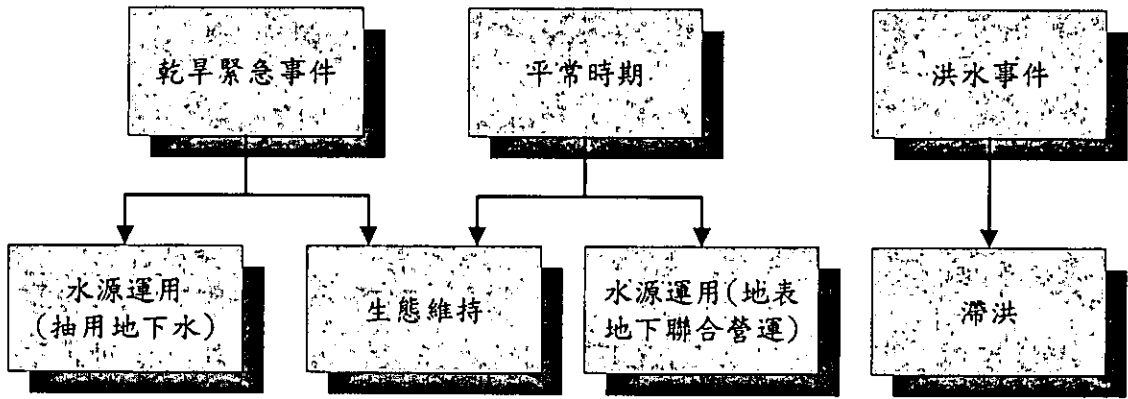 乾旱緊急事件
平常時期
洪水事件
水源運用
(抽用地下水)
生態維持
水源運用(地表
地下聯合營運)
滯洪